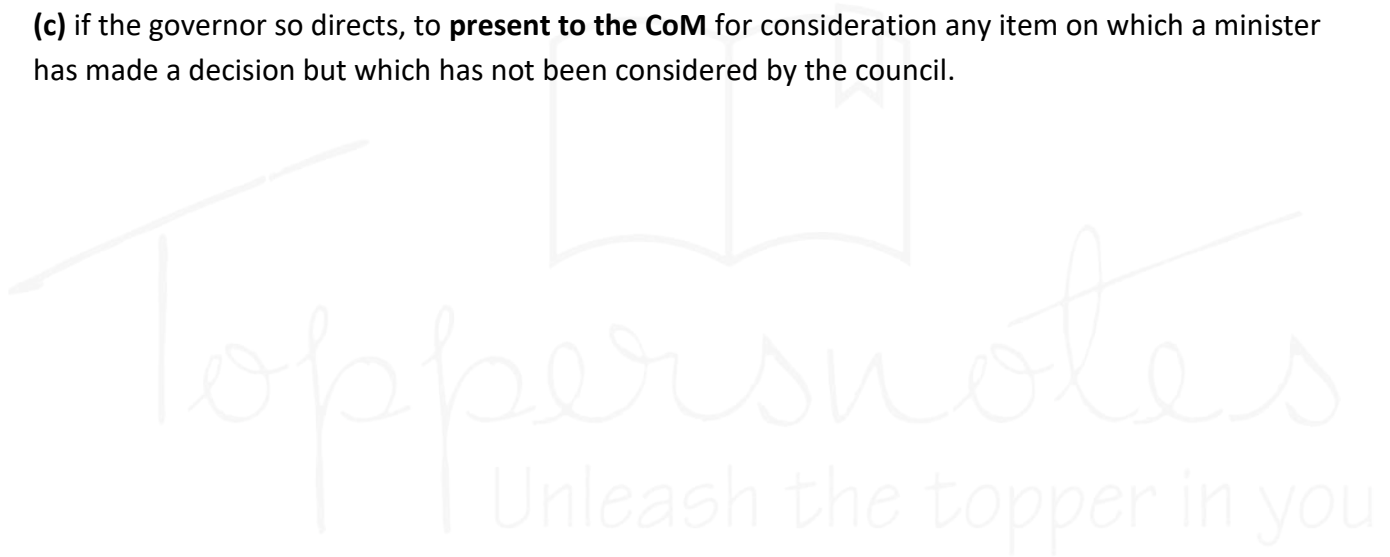 (c) if the governor so directs, to present to the CoM for consideration any item on which a minister
has made a decision but which has not been considered by the council.
Toppersnotes
Unleash the topper in you